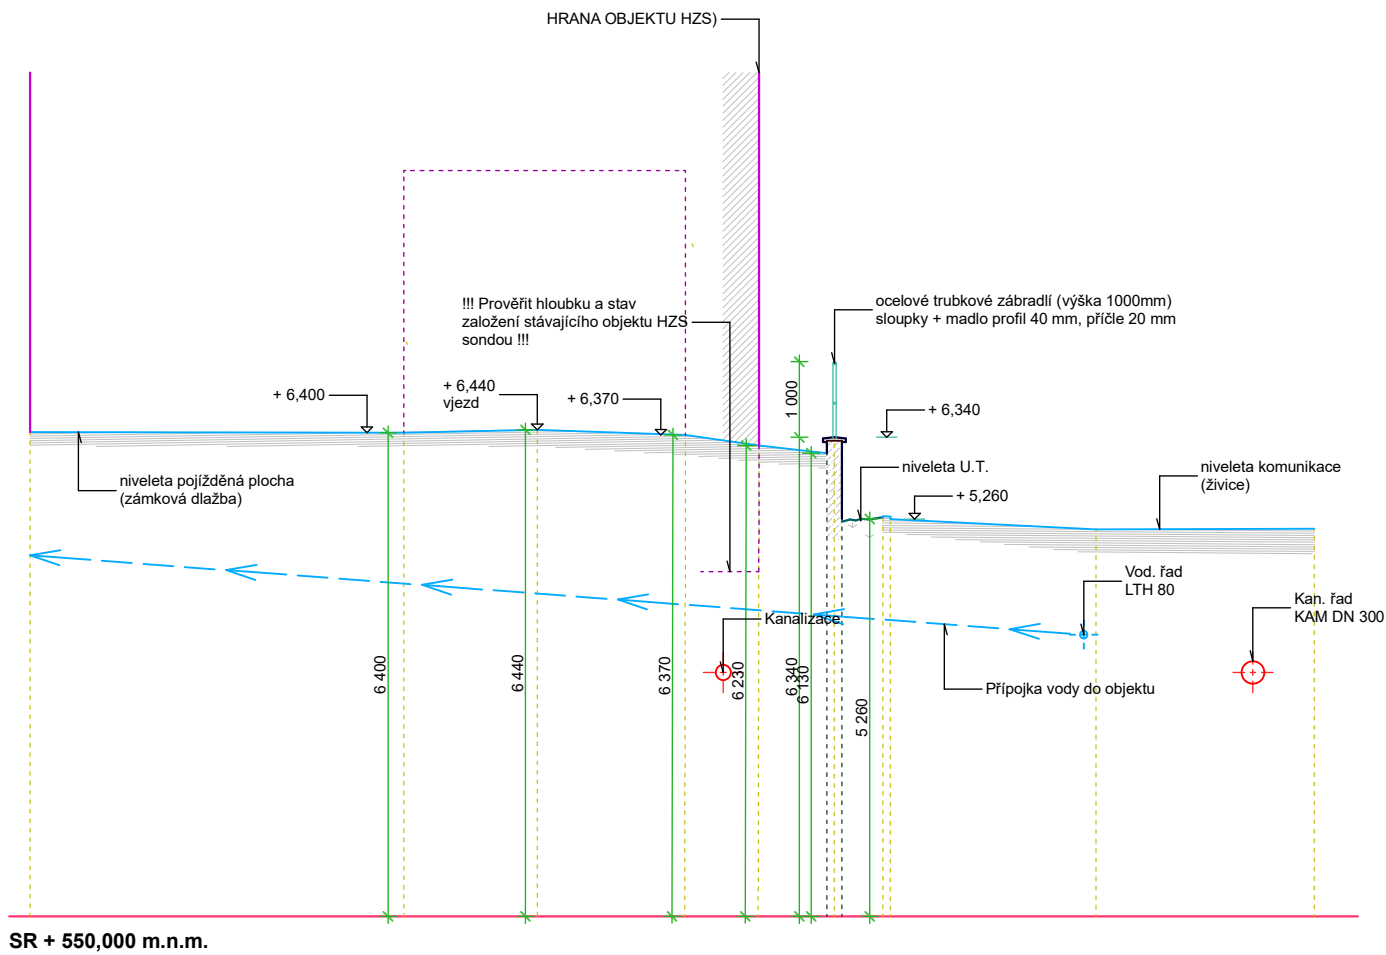 HRANA OBJEKTU HZS)
!!! Prověřit hloubku a stav
založení stávajícího objektu HZS
sondou !!!
ocelové trubkové zábradlí (výška 1000mm)
sloupky + madlo profil 40 mm, příčle 20 mm
+ 6,400
+ 6,440
vjezd
+ 6,370
1 000
+ 6,340
niveleta pojížděná plocha
(zámková dlažba)
niveleta U.T.
+ 5,260
niveleta komunikace
(živice)
Vod. řad
LTH 80
Kan. řad
KAM DN 300
Kanalizace
Přípojka vody do objektu
6 400
6 440
6 370
6 230
6 340
6 130
5 260
SR + 550,000 m.n.m.